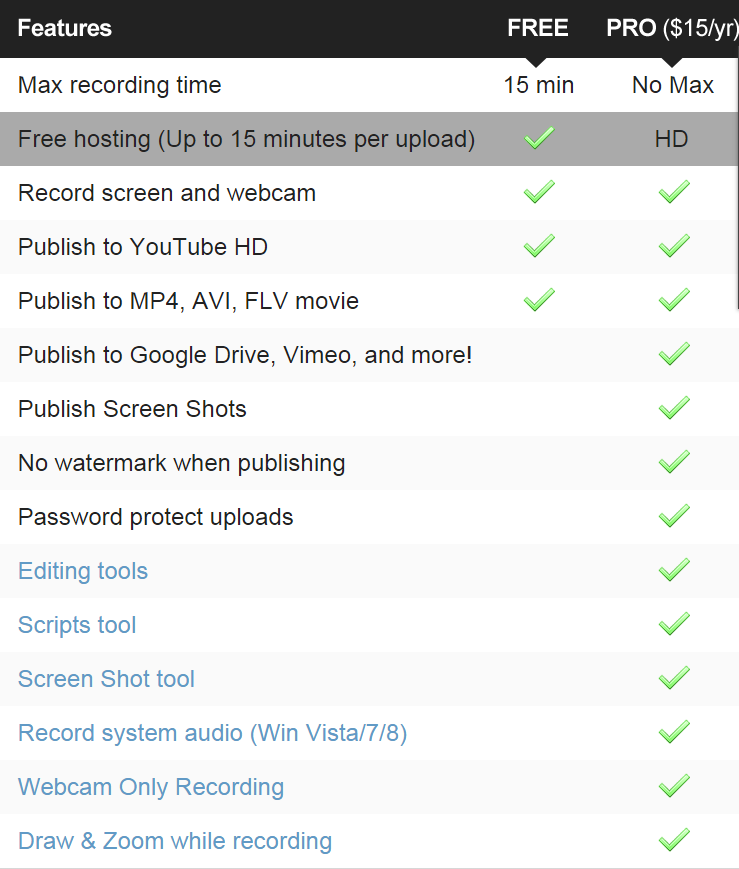 Features FREE PRO ($15/yr)
Max recording time 15 min No Max
Free hosting (Up to 15 minutes per upload) HD
Record screen and webcam
Publish to YouTube HD
Publish to MP4, AVI, FLV movie
Publish to Google Drive, Vimeo, and more!
Publish Screen Shots
No watermark when publishing
Password protect uploads
Editing tools
Scripts tool
Screen Shot tool
Record system audio (Win Vista/7/8)
Webcam Only Recording
Draw & Zoom while recording